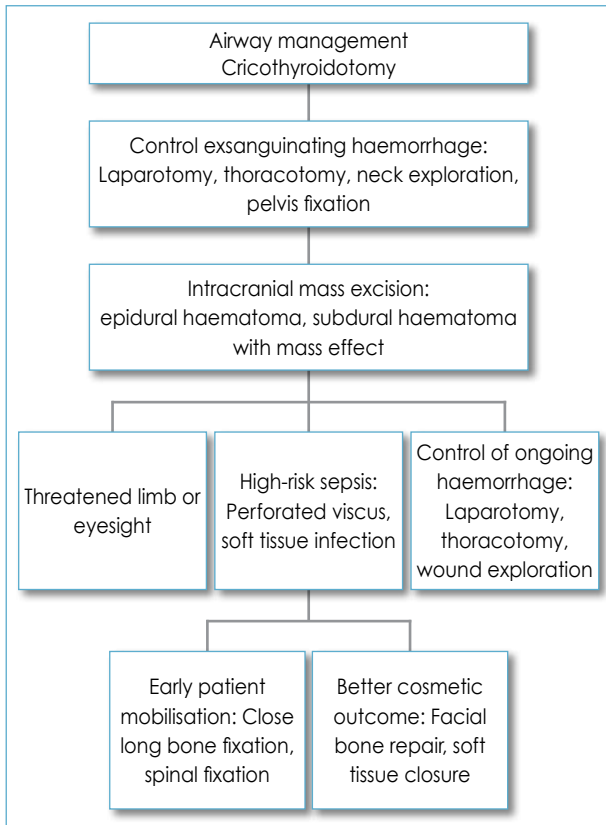 Airway management
Cricothyroidotomy
Control exsanguinating haemorrhage:
Laparotomy, thoracotomy, neck exploration,
pelvis fixation
Intracranial mass excision:
epidural haematoma, subdural haematoma
with mass effect
Threatened limb or
eyesight
High-risk sepsis:
Perforated viscus,
soft tissue infection
Control of ongoing
haemorrhage:
Laparotomy,
thoracotomy,
wound exploration
Early patient
mobilisation: Close
long bone fixation,
spinal fixation
Better cosmetic
outcome: Facial
bone repair, soft
tissue closure